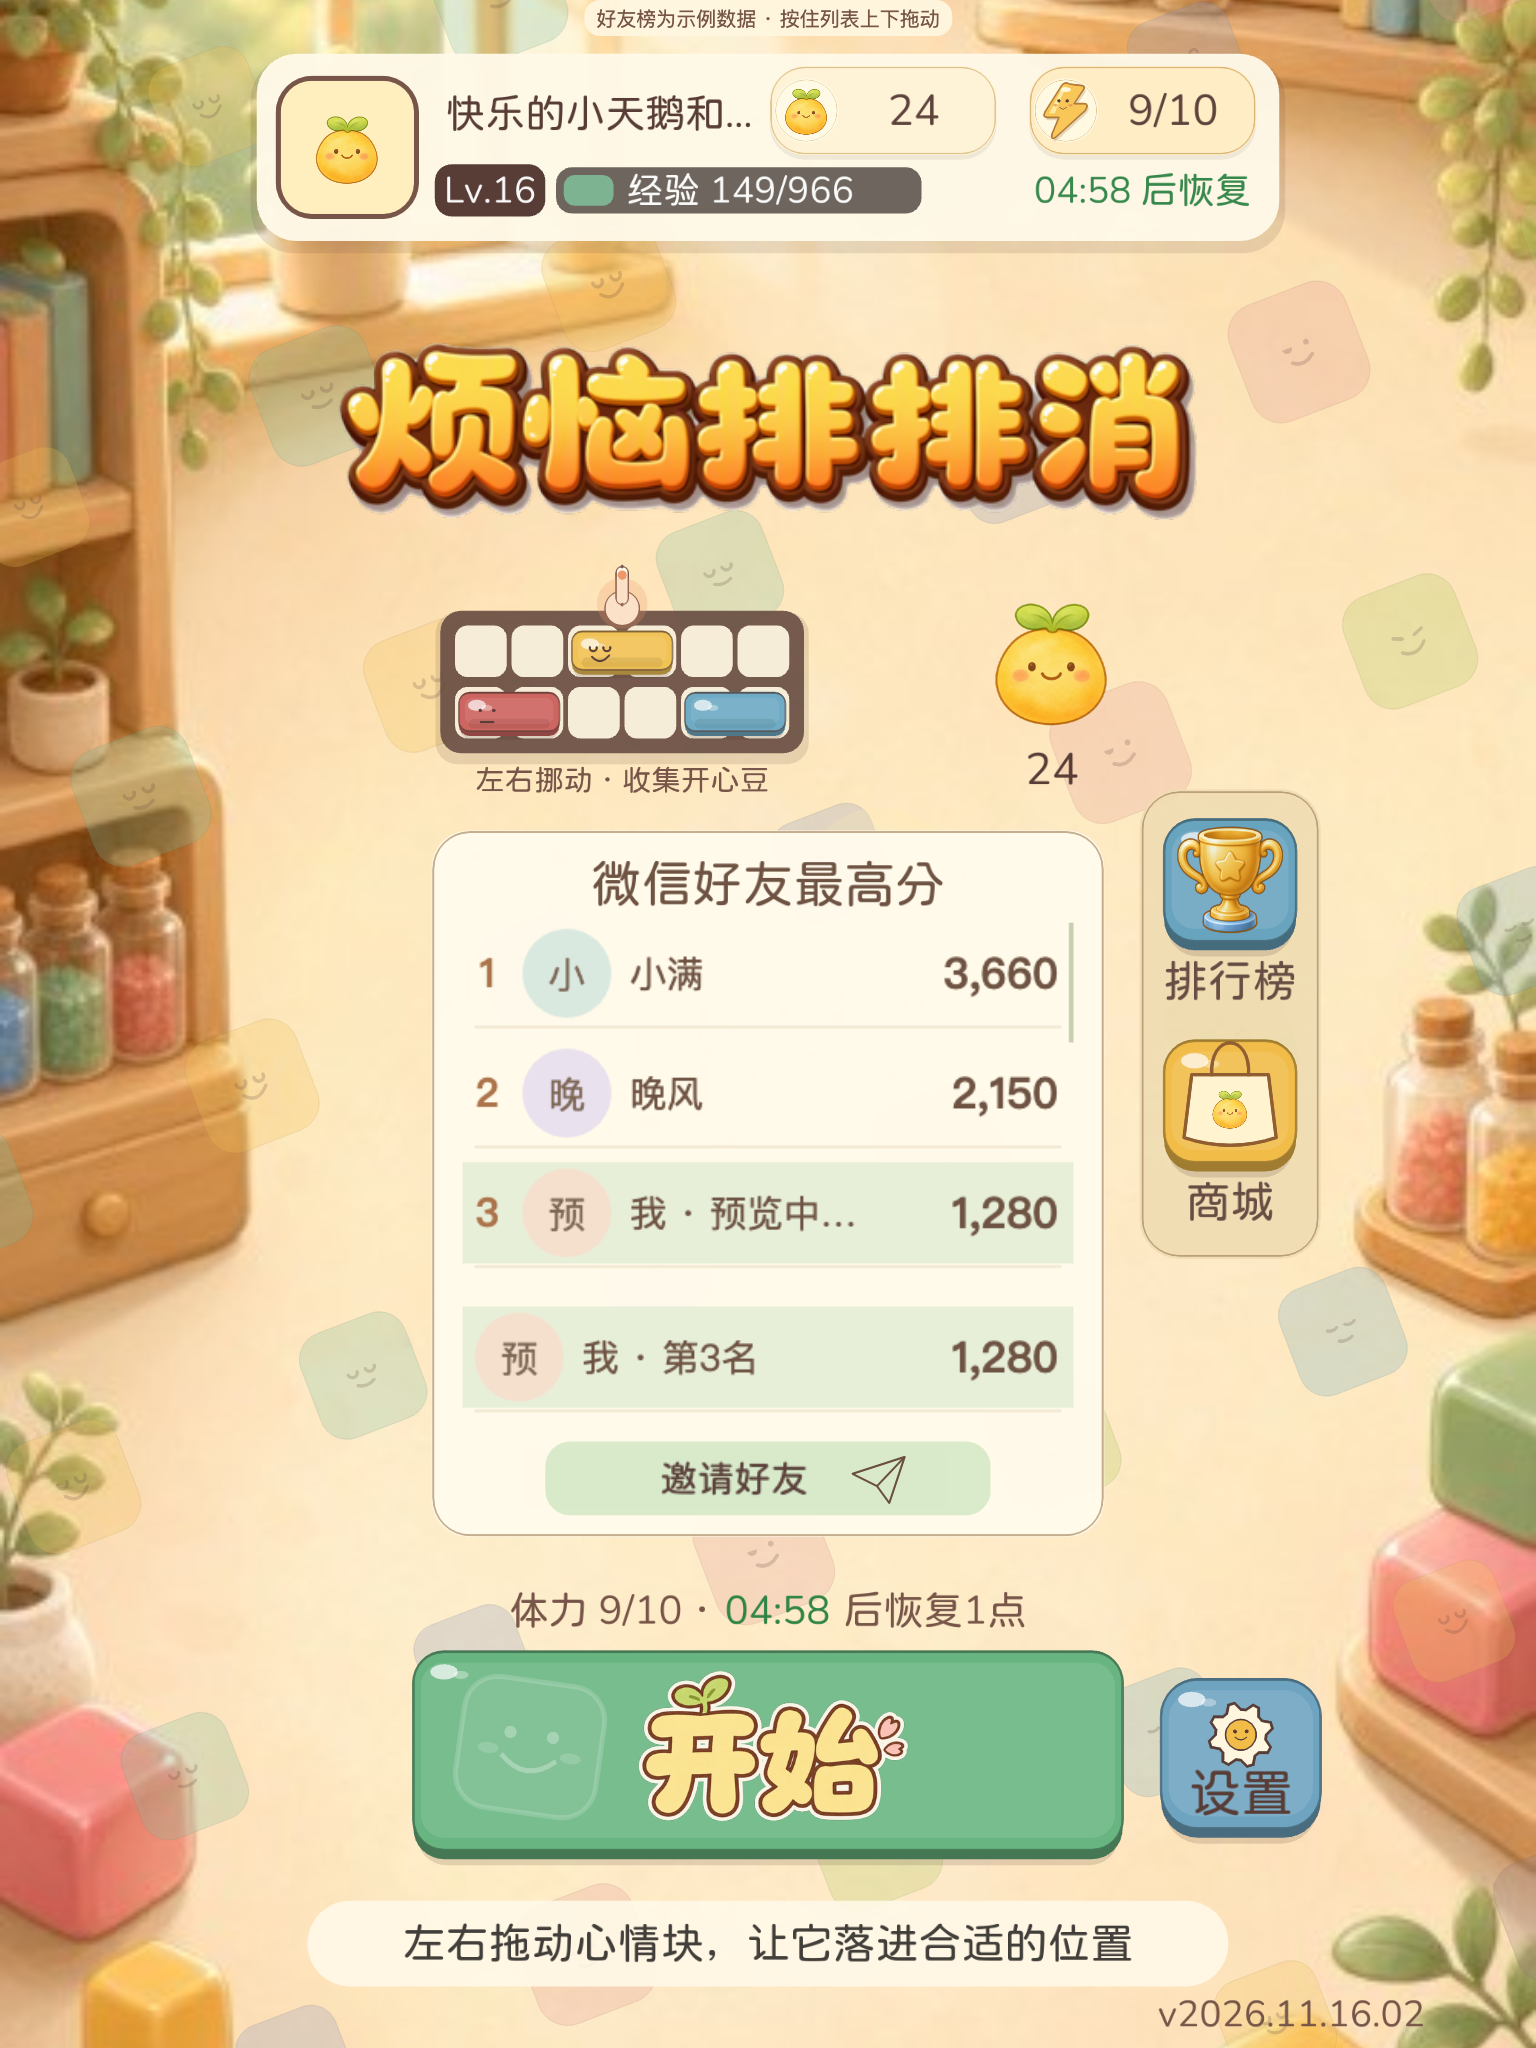 好友榜为示例数据 · 按住列表上下拖动
快乐的小天鹅和...
24
9/10
Lv.16
经验 149/966
04:58 后恢复
烦恼排排消
左右挪动 · 收集开心豆
24
微信好友最高分
1 小 小满 3,660
2 晚 晚风 2,150
3 预 我 · 预览中... 1,280
预 我 · 第3名 1,280
邀请好友
排行榜
商城
体力 9/10 · 04:58 后恢复1点
开始
设置
左右拖动心情块，让它落进合适的位置
v2026.11.16.02